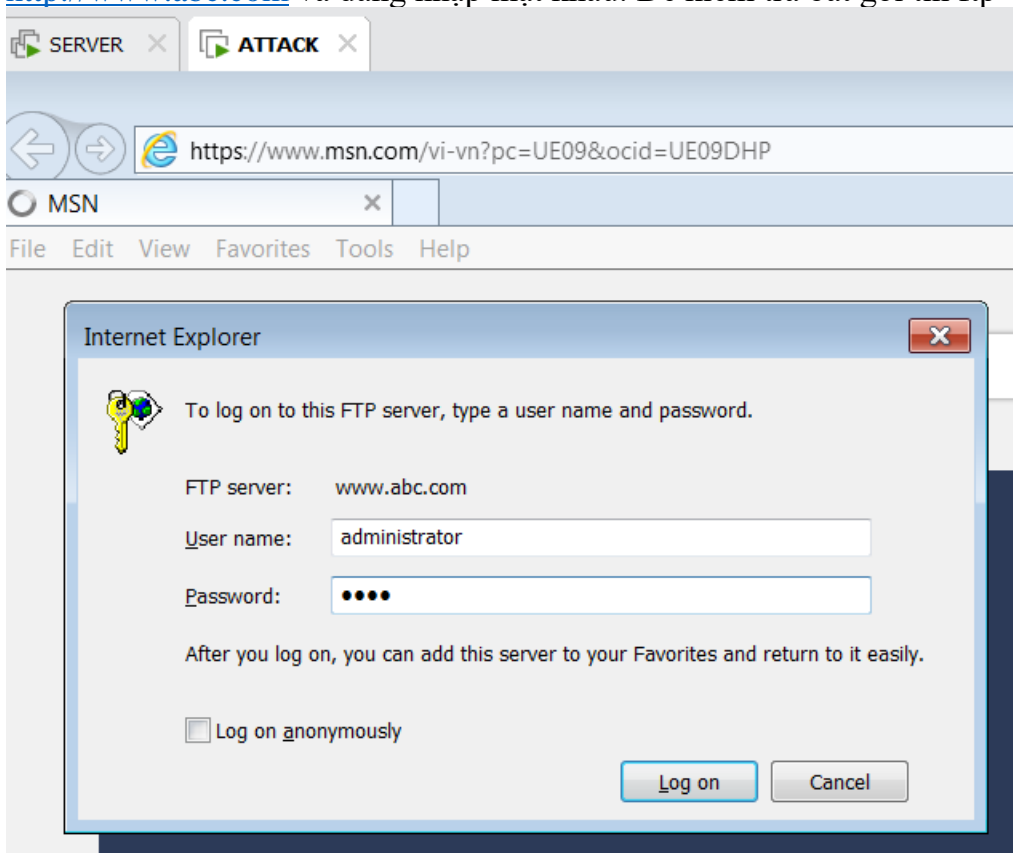 SERVER ATTACK
https://www.msn.com/vi-vn?pc=UE09&ocid=UE09DHP
MSN
File Edit View Favorites Tools Help
Internet Explorer
To log on to this FTP server, type a user name and password.
FTP server: www.abc.com
User name: administrator
Password: ••••
After you log on, you can add this server to your Favorites and return to it easily.
Log on anonymously
Log on Cancel